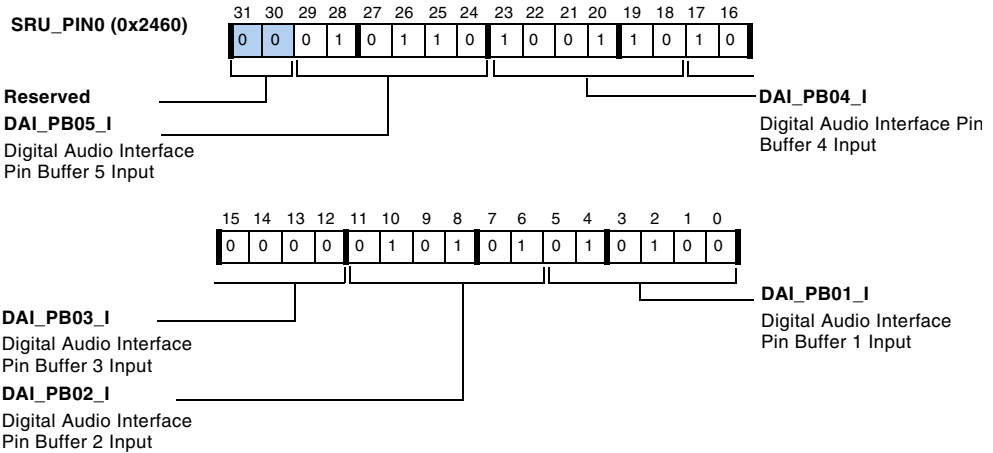 SRU_PIN0 (0x2460)
31 30 29 28 27 26 25 24 23 22 21 20 19 18 17 16
0 0 0 1 0 1 1 0 1 0 0 1 1 0 1 0
Reserved
DAI_PB05_I
Digital Audio Interface
Pin Buffer 5 Input
DAI_PB04_I
Digital Audio Interface Pin
Buffer 4 Input
15 14 13 12 11 10 9 8 7 6 5 4 3 2 1 0
0 0 0 0 0 1 0 1 0 1 0 1 0 1 0 0
DAI_PB01_I
Digital Audio Interface
Pin Buffer 1 Input
DAI_PB03_I
Digital Audio Interface
Pin Buffer 3 Input
DAI_PB02_I
Digital Audio Interface
Pin Buffer 2 Input